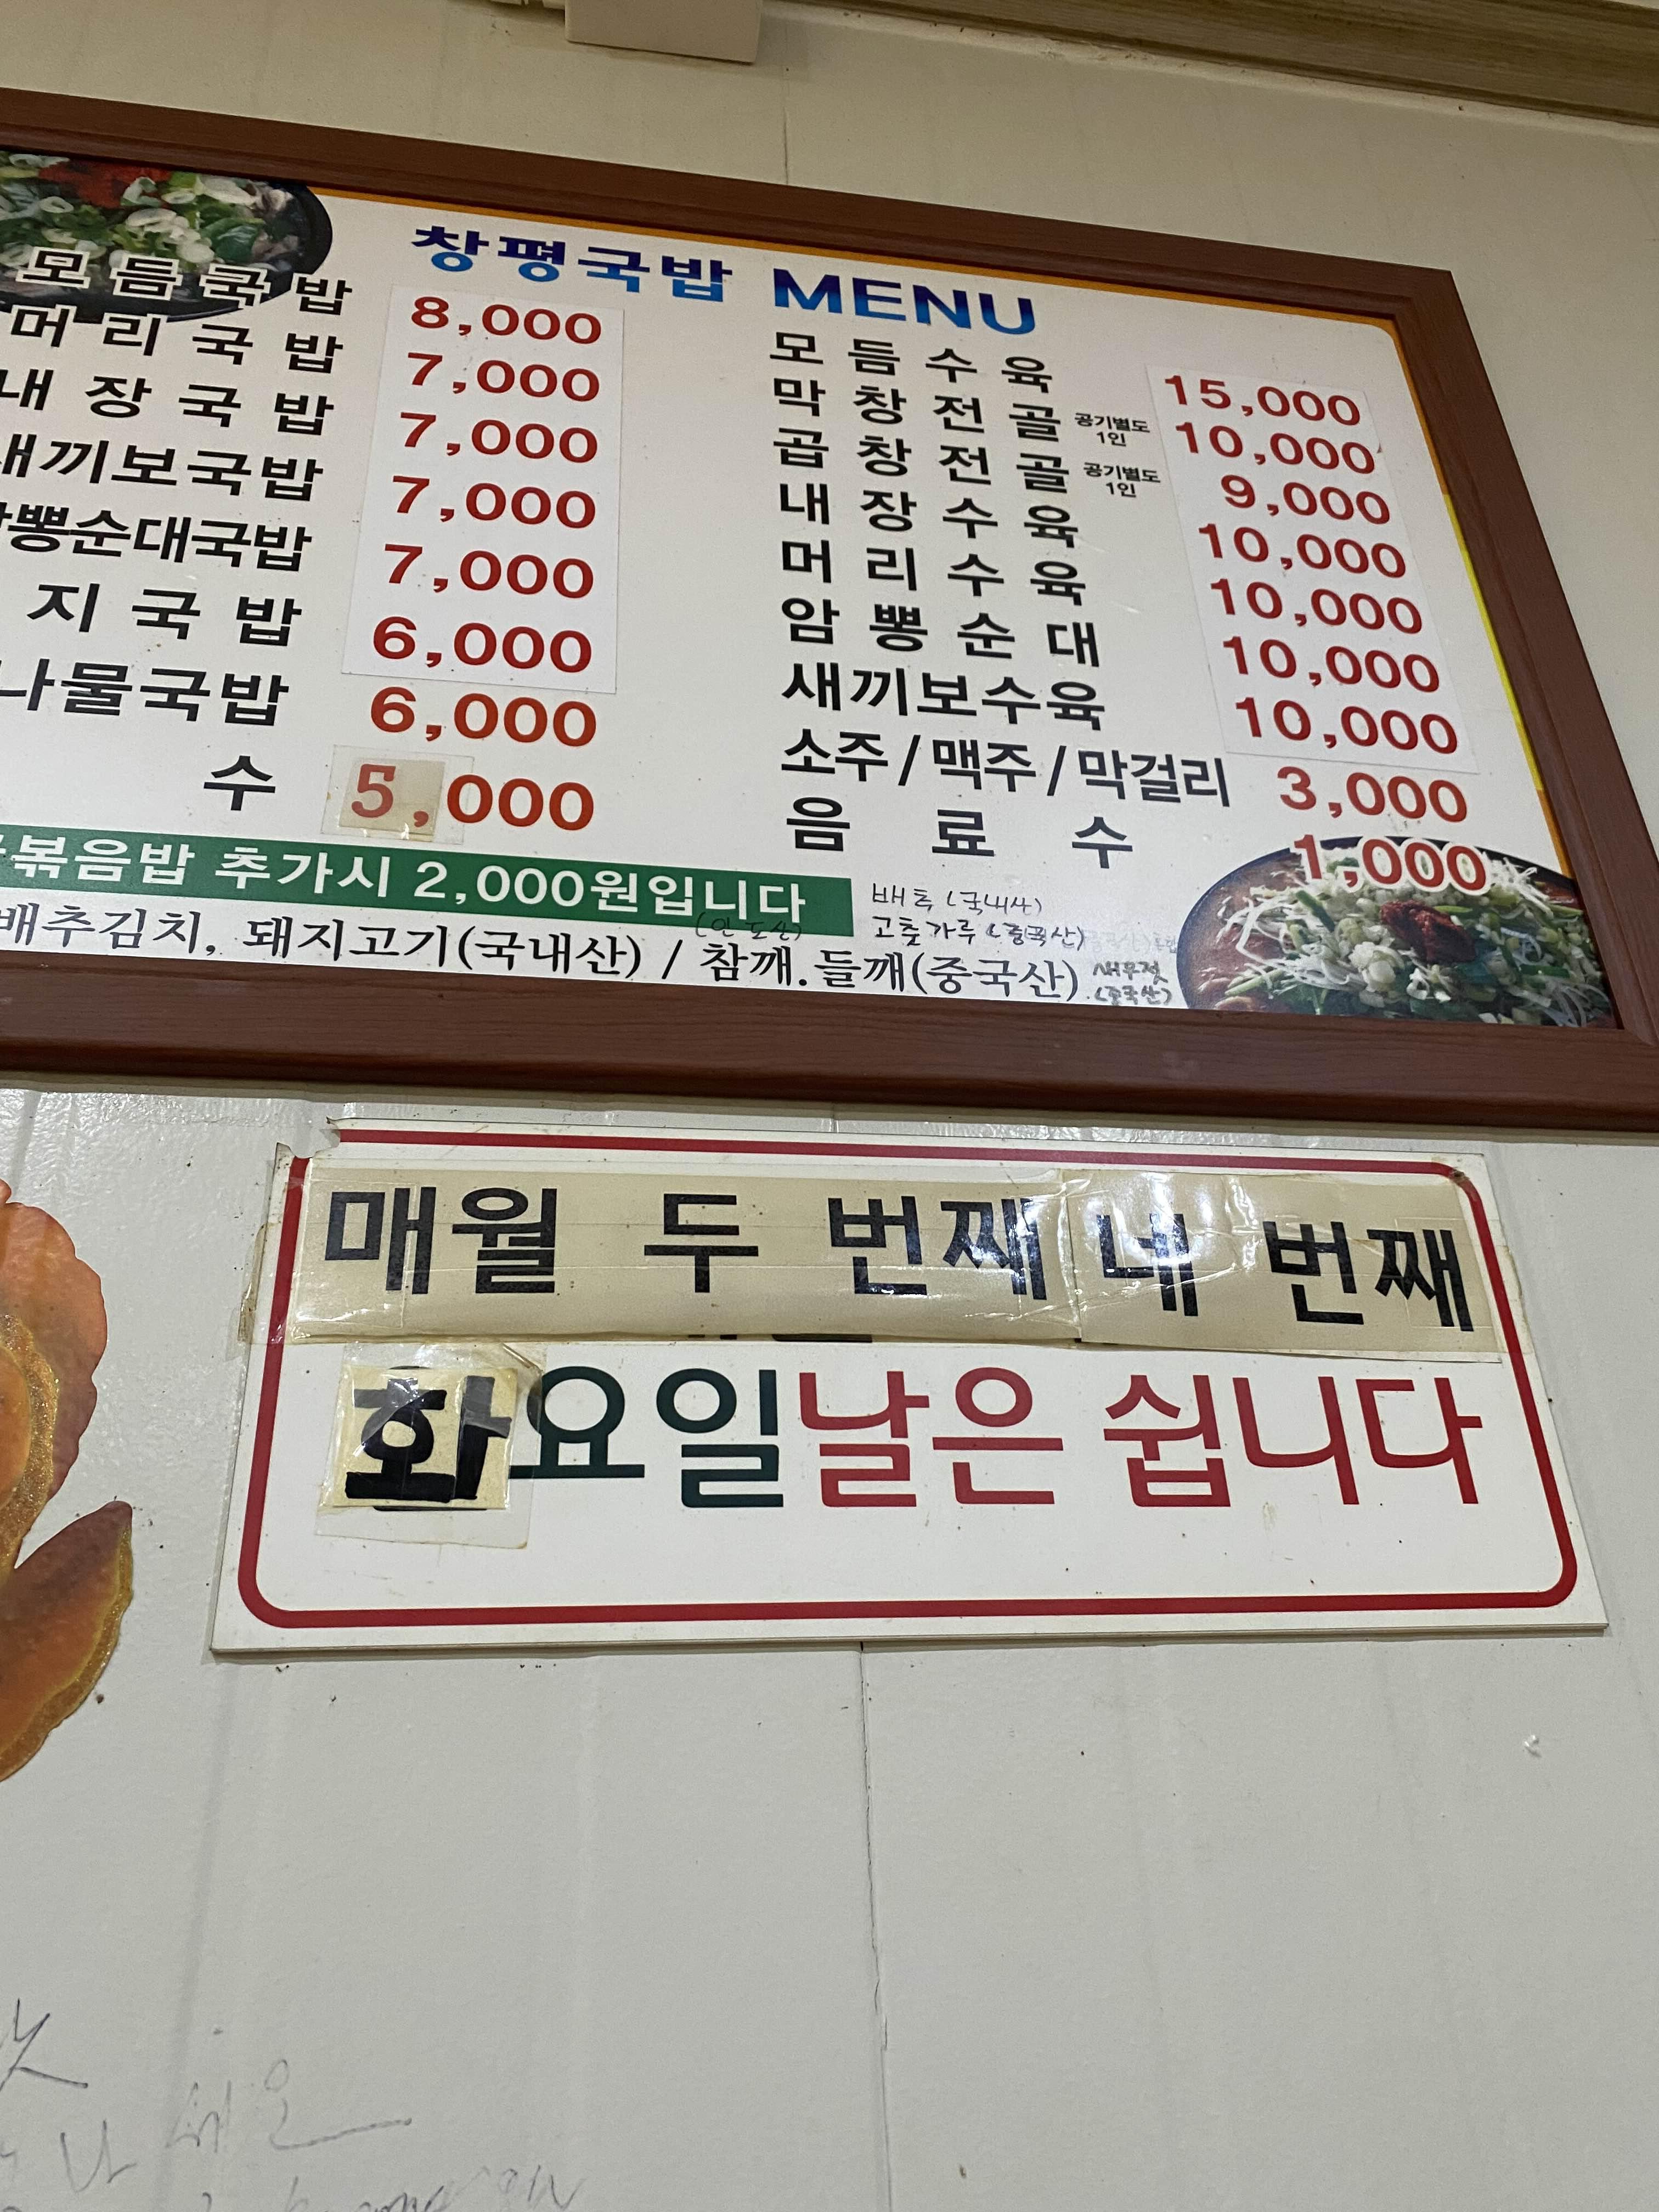 창평국밥 MENU
모듬국밥 8,000
머리국밥 7,000
내장국밥 7,000
새끼보국밥 7,000
뽕순대국밥 7,000
지국밥 6,000
나물국밥 6,000
수 5,000
모듬수육 15,000
막창전골 공기별도 1인 10,000
곱창전골 공기별도 1인 9,000
내장수육 10,000
머리수육 10,000
암뽕순대 10,000
새끼보수육 10,000
소주/맥주/막걸리 3,000
음료수 1,000
볶음밥 추가시 2,000원입니다
배추(국내산)
고춧가루(중국산)
(인도산)
배추김치, 돼지고기(국내산) / 참깨.들깨(중국산)
새우젓
(중국산)
매월 두 번째 네 번째
화요일날은 쉽니다